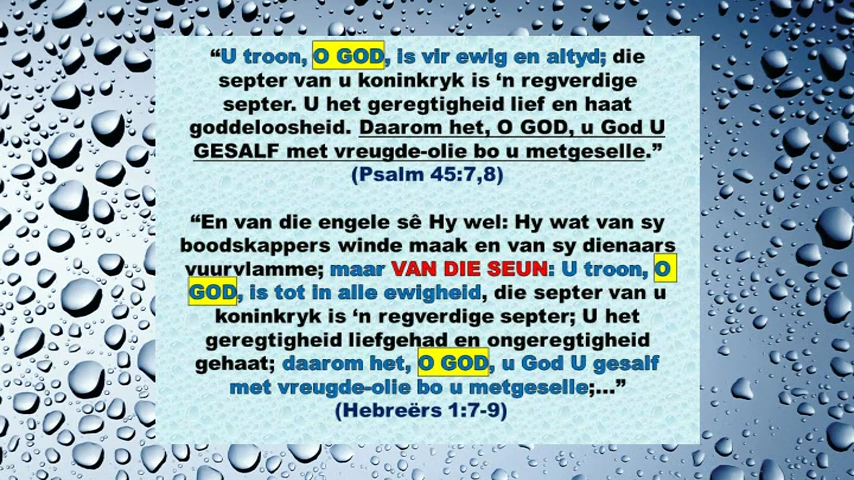 “U troon, O GOD, is vir ewig en altyd; die
septer van u koninkryk is ‘n regverdige
septer. U het geregtigheid lief en haat
goddeloosheid. Daarom het, O GOD, u God U
GESALF met vreugde-olie bo u metgeselle.”
(Psalm 45:7,8)
“En van die engele sê Hy wel: Hy wat van sy
boodskappers winde maak en van sy dienaars
vuurvlamme; maar VAN DIE SEUN: U troon, O
GOD, is tot in alle ewigheid, die septer van u
koninkryk is ‘n regverdige septer; U het
geregtigheid liefgehad en ongeregtigheid
gehaat; daarom het, O GOD, u God U gesalf
met vreugde-olie bo u metgeselle;...”
(Hebreërs 1:7-9)